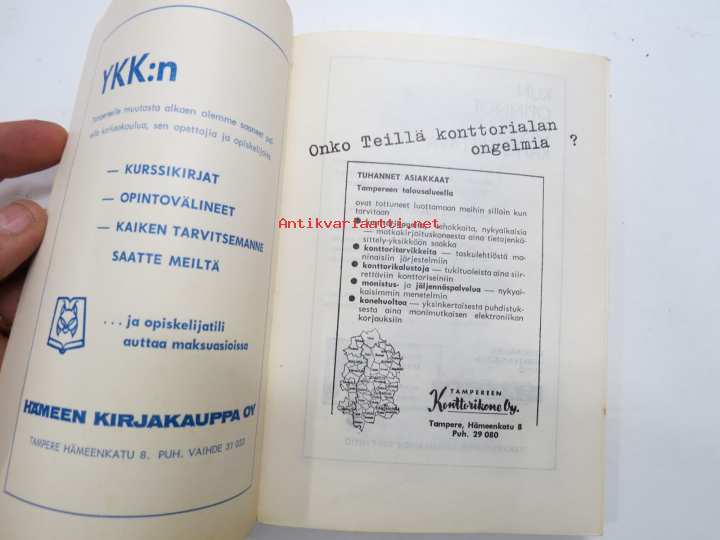 YKK:n
Tampereelle muutosta alkaen olemme saaneet pal-
vella korkeakoulua, sen opettajia ja opiskelijoita
— KURSSIKIRJAT
— OPINTOVÄLINEET
— KAIKEN TARVITSEMANNE
SAATTE MEILTÄ
... ja opiskelijatili
auttaa maksuasioissa
HÄMEEN KIRJAKAUPPA OY
TAMPERE HÄMEENKATU 8. PUH. VAIHDE 31 033
Onko Teillä konttorialan
ongelmia ?
TUHANNET ASIAKKAAT
Tampereen talousalueella
ovat tottuneet luottamaan meihin silloin kun
tarvitaan
tehokkaita, nykyaikaisia
— matkakirjoituskoneesta aina tietojenkä-
sittely-yksikköön saakka
konttoritarvikkeita — taskulehtiöstä mo-
ninaisiin järjestelmiin
konttorikalustoja — tukituoleista aina siir-
rettäviin konttoriseiniin
monistus- ja jäljennäspalvelua — nykyai-
kaisimmin menetelmin
konehuoltoa — yksinkertaisesta puhdistuk-
sesta aina monimutkaisen elektroniikan
korjauksiin
Antikvariaatti.net
TAMPEREEN
Konttorikone Oy.
Tampere, Hämeenkatu 8
Puh. 29 080